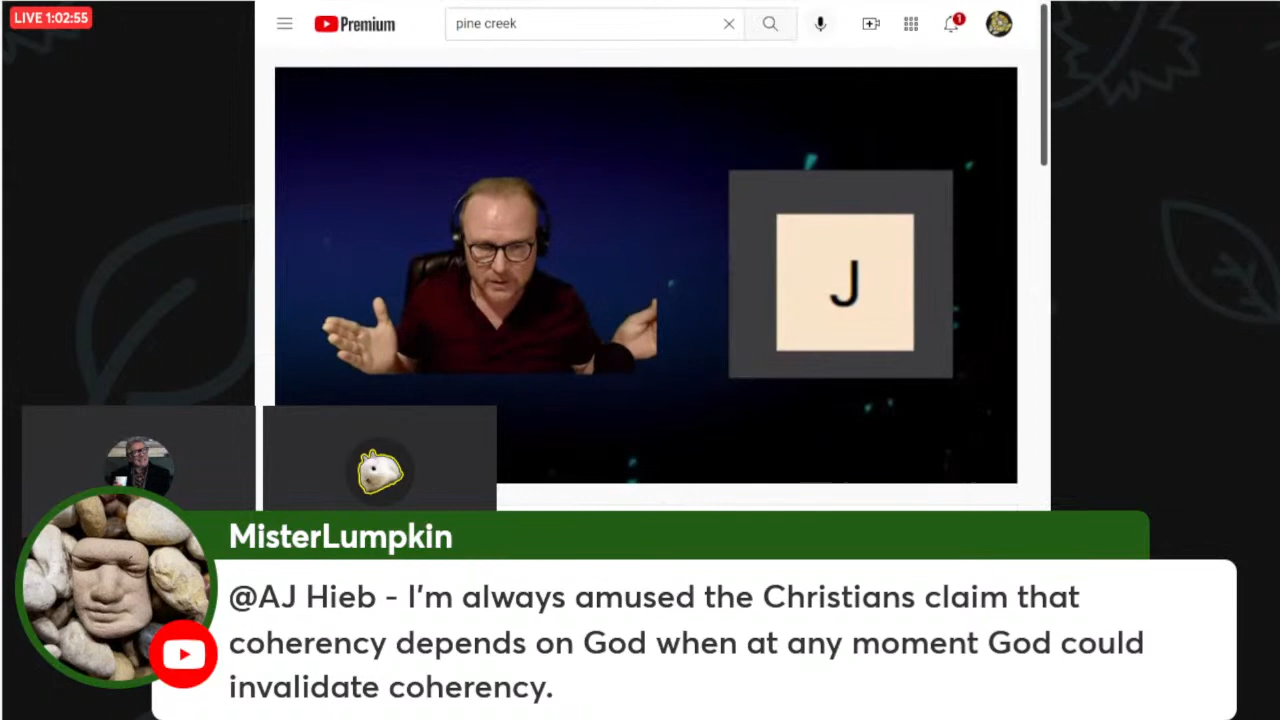 LIVE 1:02:55
Premium
pine creek
1
J
MisterLumpkin
@AJ Hieb - I'm always amused the Christians claim that
coherency depends on God when at any moment God could
invalidate coherency.